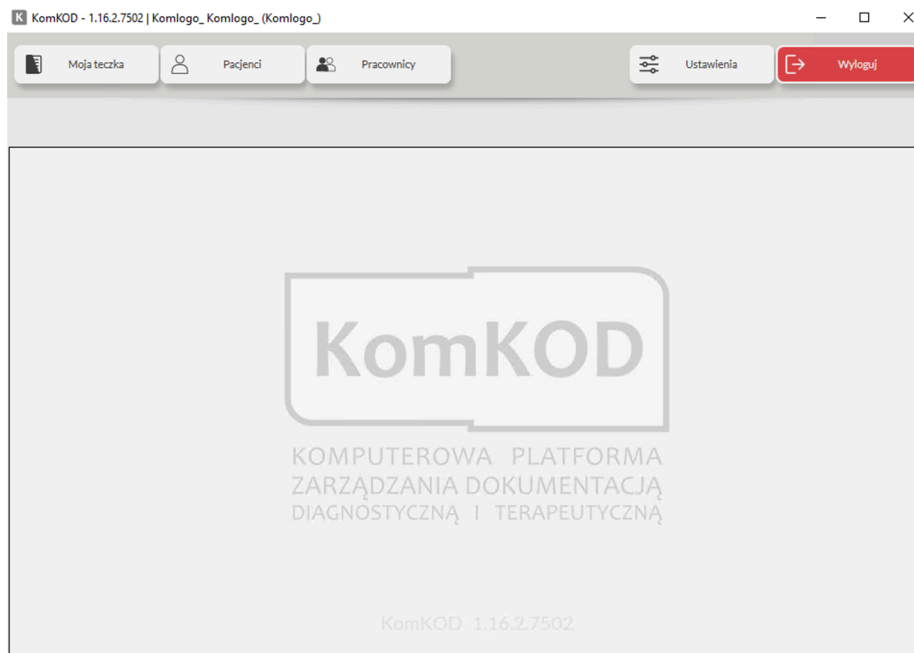 K KomKOD - 1.16.2.7502 | Komlogo_ Komlogo_ (Komlogo_)
Moja teczka Pacjenci Pracownicy Ustawienia Wyloguj
KomKOD
KOMPUTEROWA PLATFORMA
ZARZĄDZANIA DOKUMENTACJĄ
DIAGNOSTYCZNĄ I TERAPEUTYCZNĄ
KomKOD 1.16.2.7502